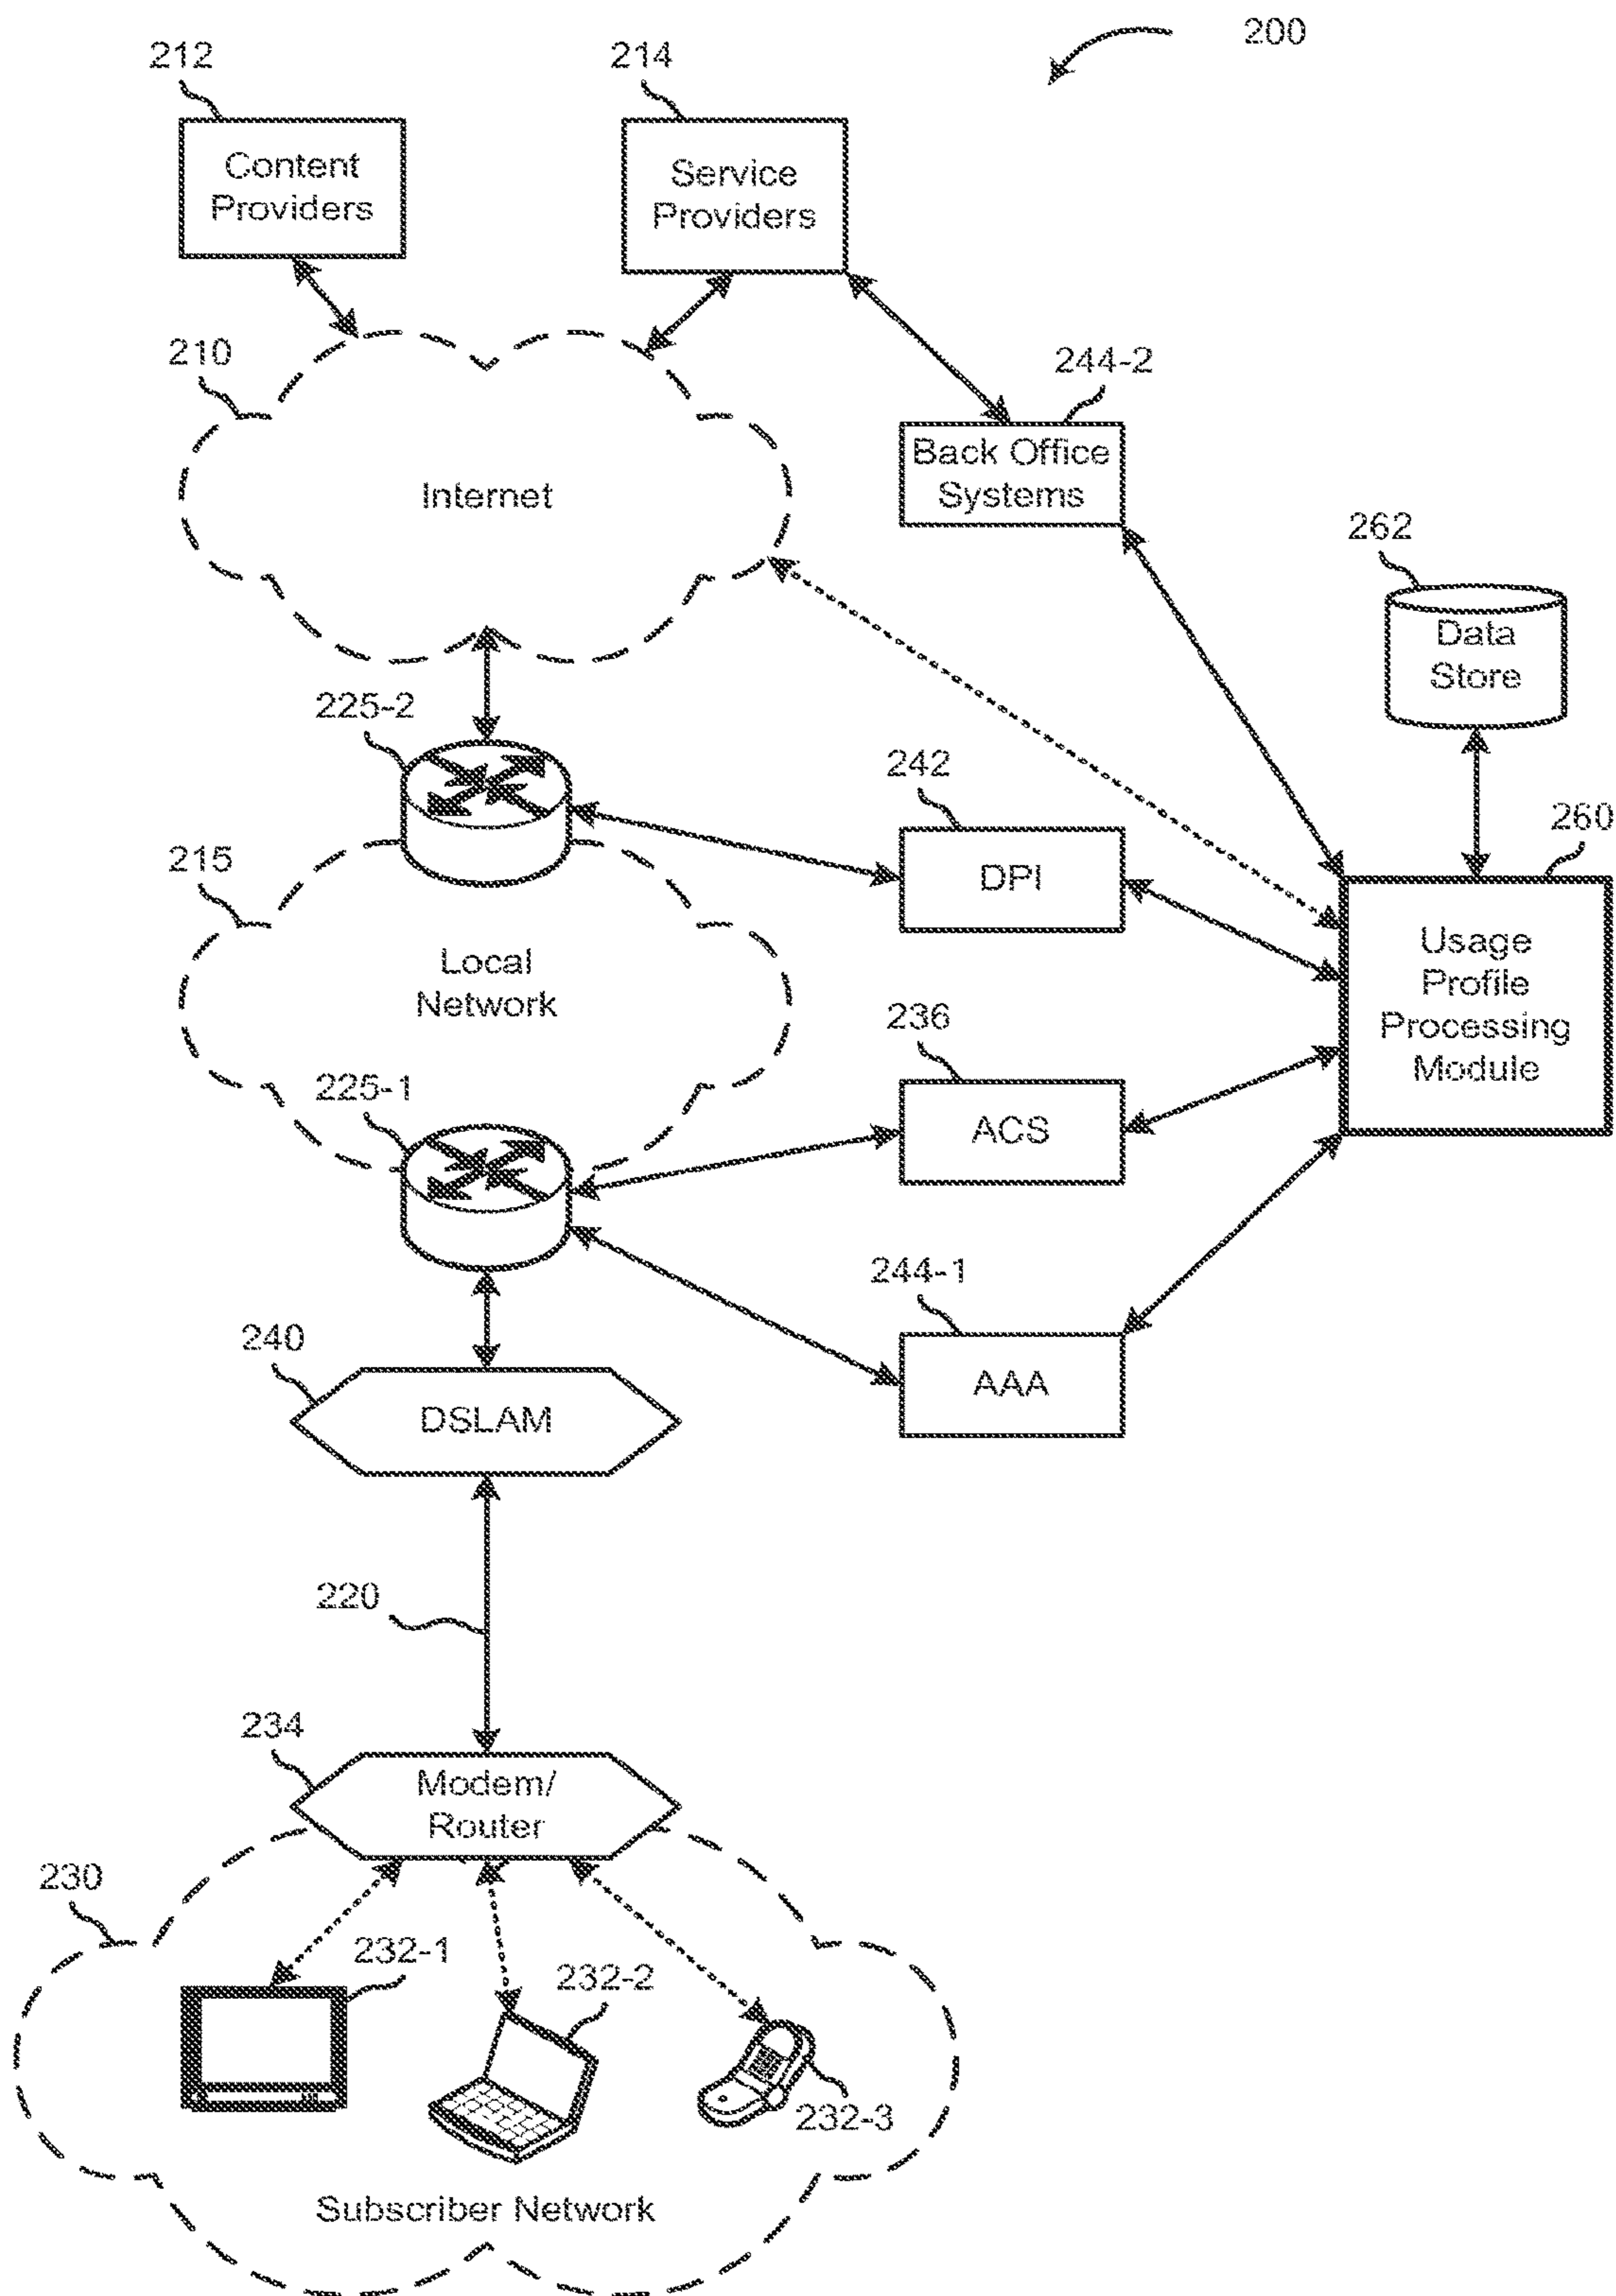 200
212
214
Content
Providers
Service
Providers
210
244-2
Internet
Back Office
Systems
262
Data
Store
225-2
242
260
215
DPI
Usage
Profile
Processing
Module
Local
Network
236
225-1
ACS
244-1
240
AAA
DSLAM
220
234
Modem/
Router
230
232-1
232-2
232-3
Subscriber Network